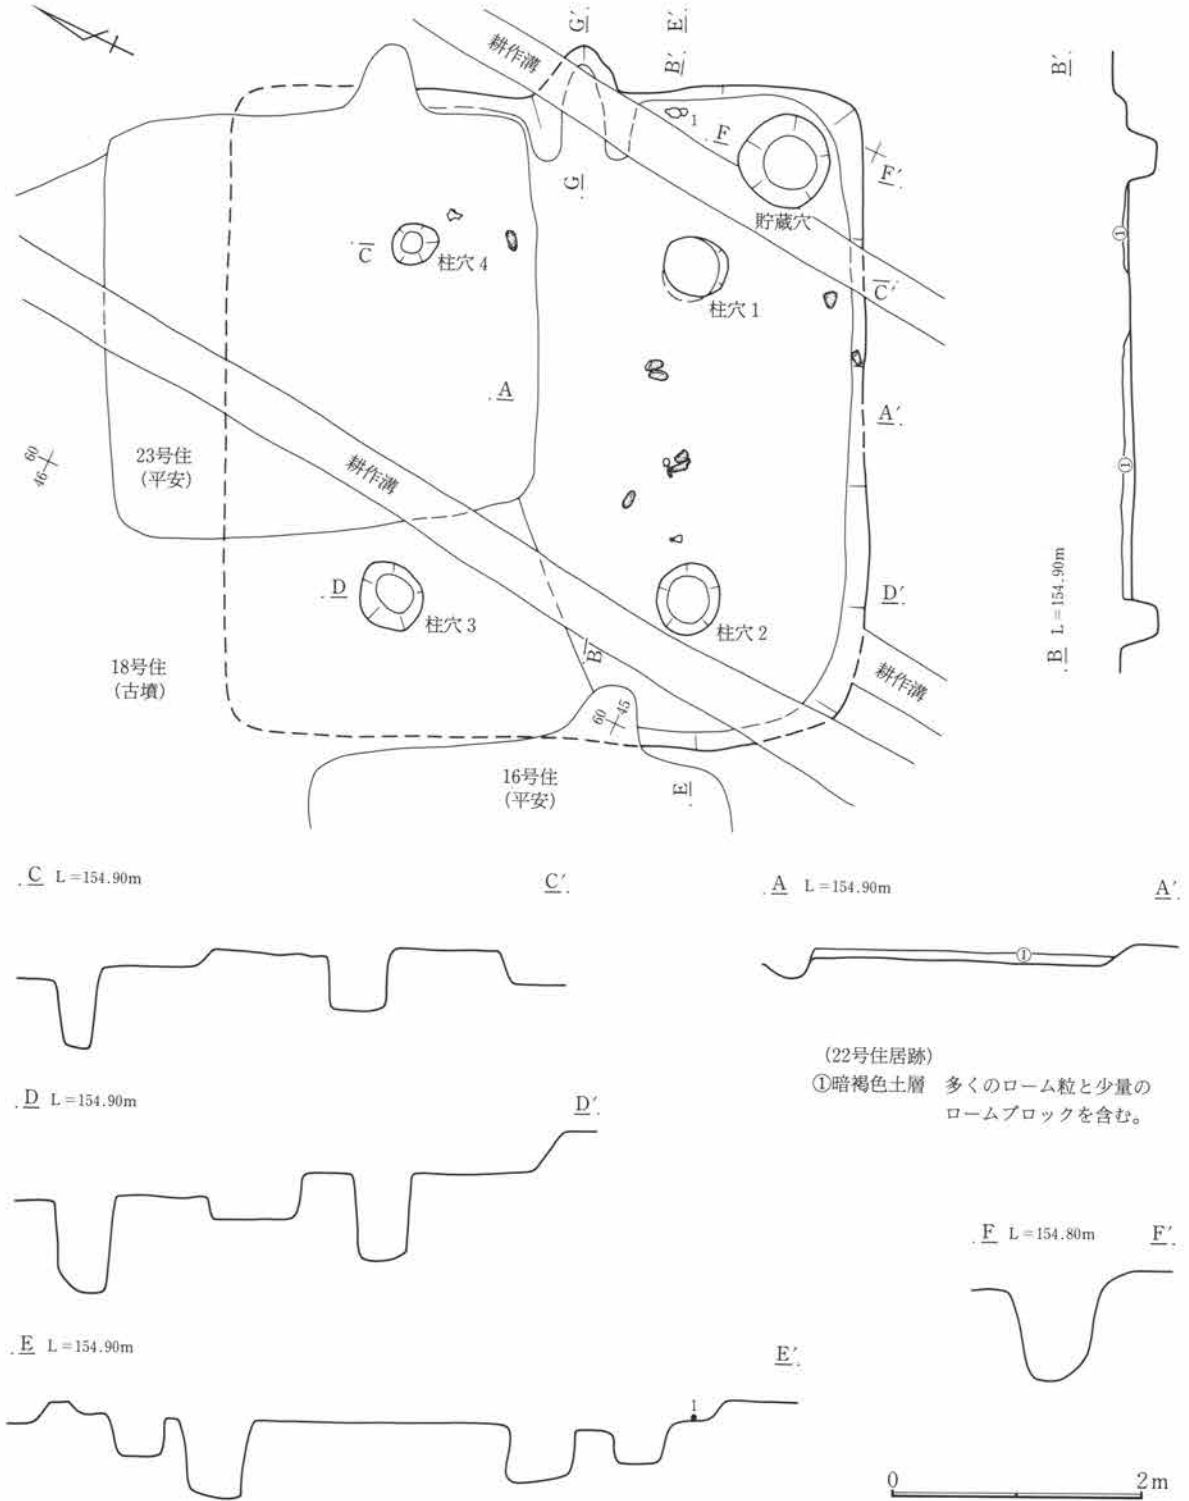 G′.
E′.
耕作溝
B′.
B′.
1
F
F′.
G
貯蔵穴
①
C
柱穴4
C′.
柱穴1
A
A′.
60
46
23号住
(平安)
耕作溝
①
D
D′.
B L=154.90m
柱穴3
柱穴2
B
18号住
(古墳)
耕作溝
60
45
16号住
(平安)
E
C L=154.90m
C′.
A L=154.90m
A′.
①
(22号住居跡)
①暗褐色土層 多くのローム粒と少量の
ロームブロックを含む。
D L=154.90m
D′.
F L=154.80m
F′.
E L=154.90m
E′.
1
0
2m